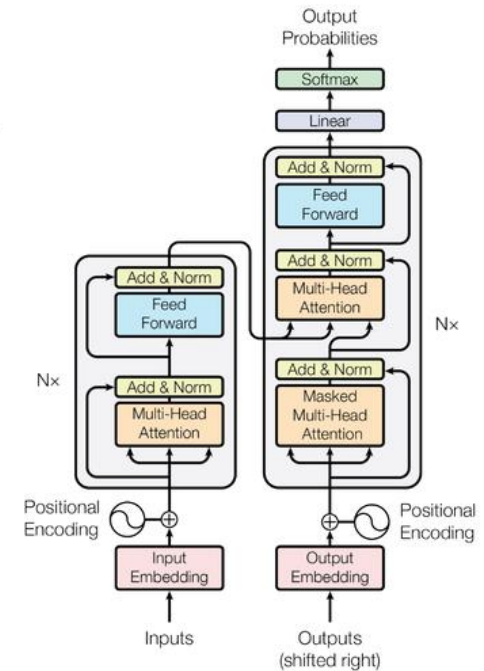 Output
Probabilities
Softmax
Linear
Add & Norm
Feed
Forward
Add & Norm
Multi-Head
Attention
Nx
Add & Norm
Masked
Multi-Head
Attention
Positional
Encoding
Output
Embedding
Outputs
(shifted right)
Add & Norm
Feed
Forward
Nx
Add & Norm
Multi-Head
Attention
Positional
Encoding
Input
Embedding
Inputs